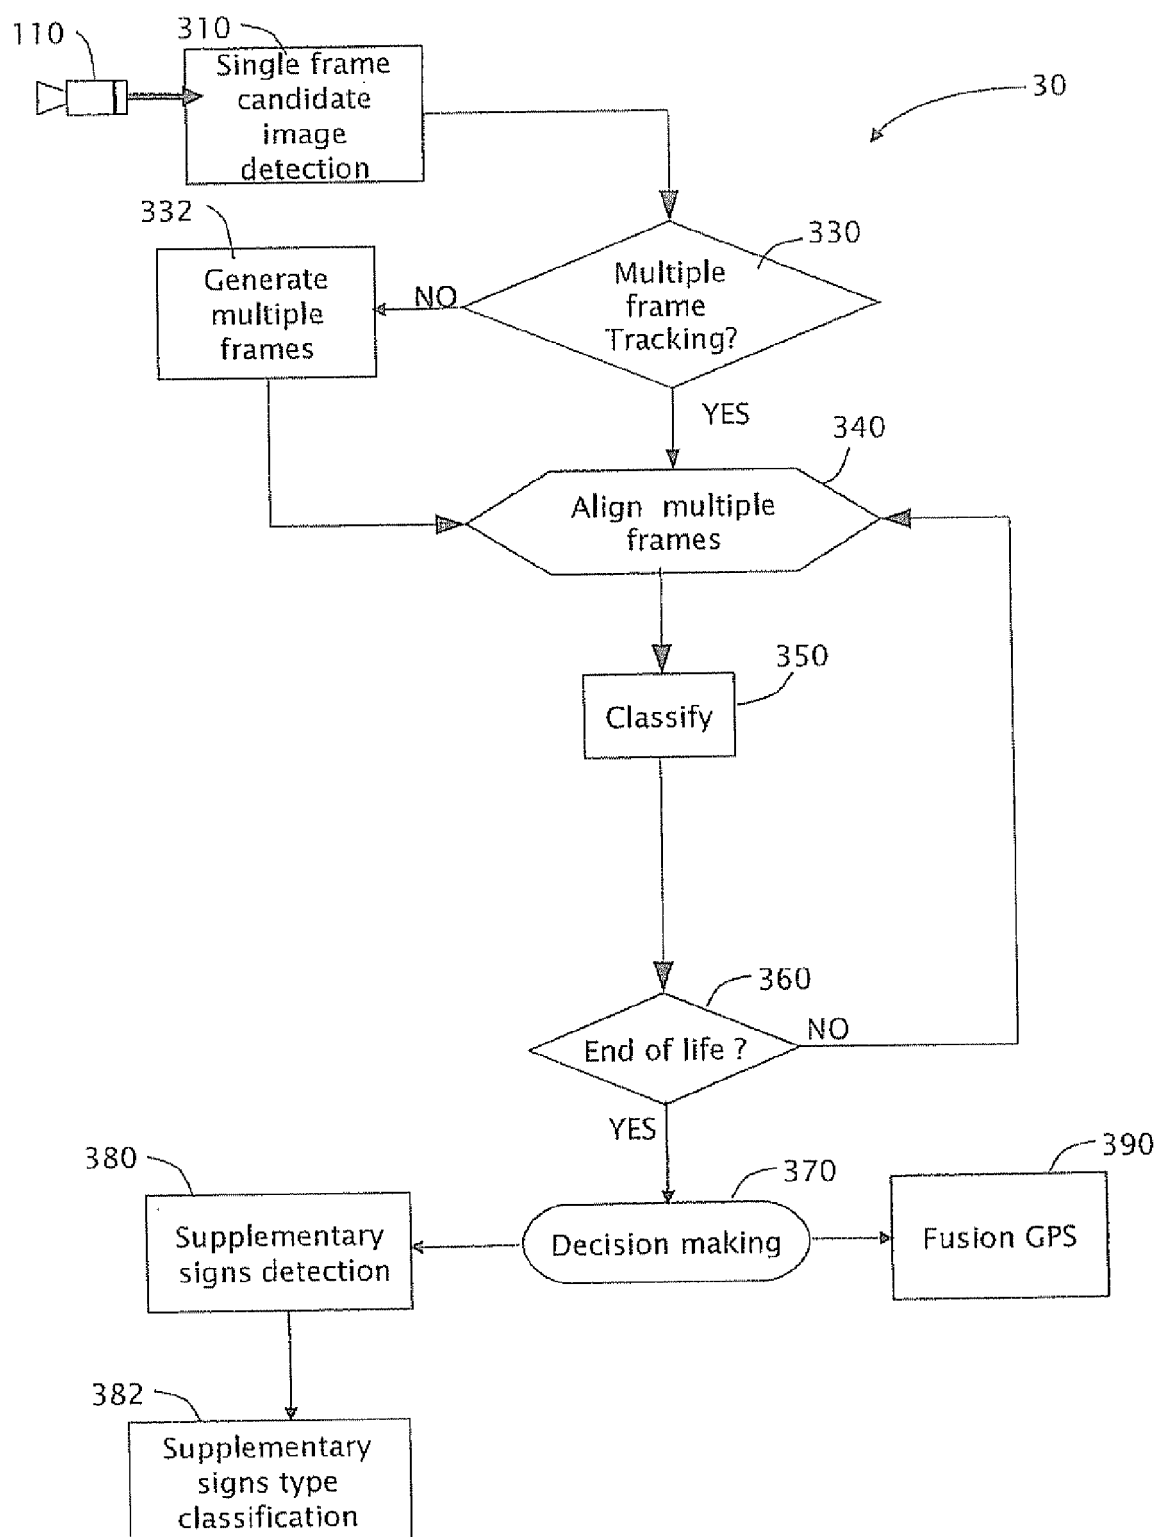 110
310
Single frame
candidate
image
detection
30
332
Generate
multiple
frames
NO
330
Multiple
frame
Tracking?
YES
340
Align multiple
frames
350
Classify
360
End of life ?
NO
YES
370
Decision making
380
Supplementary
signs detection
390
Fusion GPS
382
Supplementary
signs type
classification